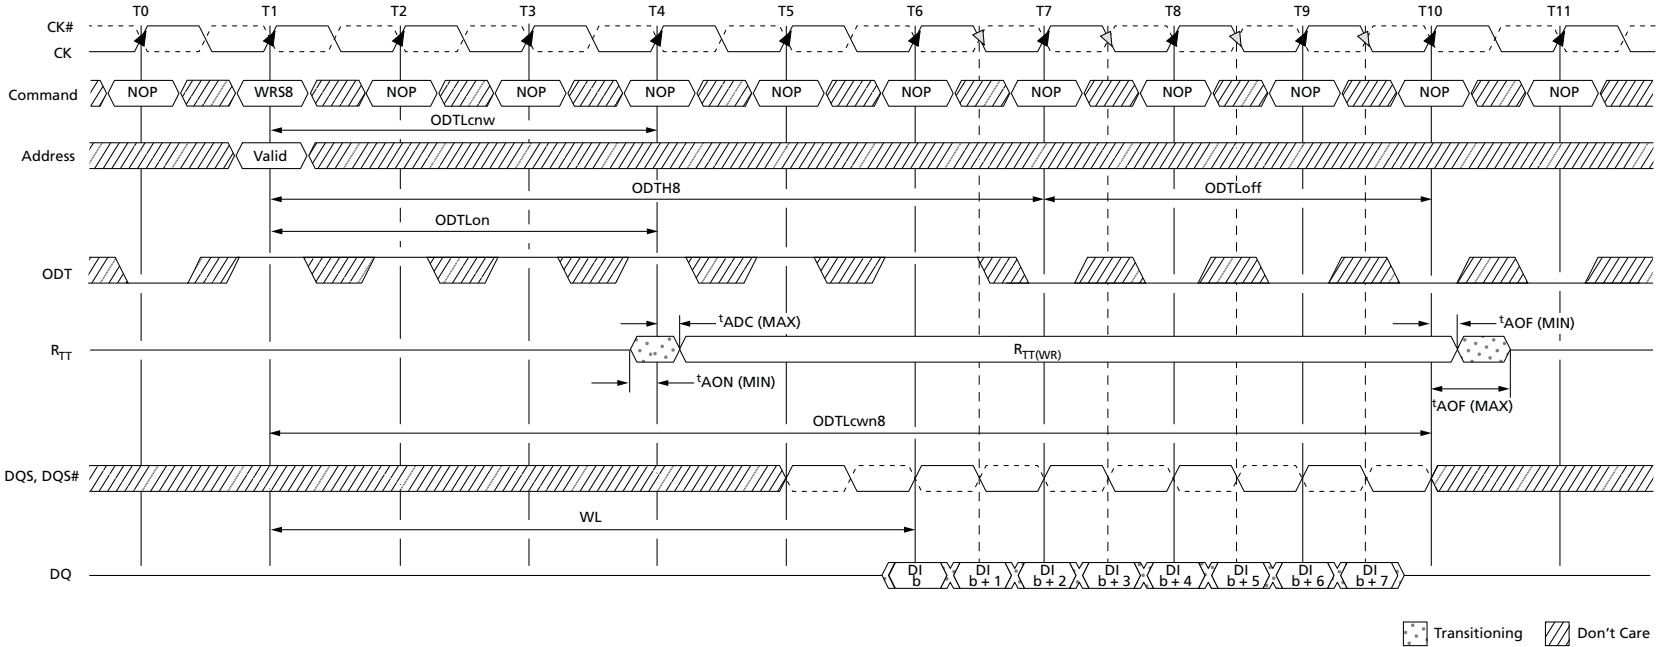 T0 T1 T2 T3 T4 T5 T6 T7 T8 T9 T10 T11
CK#
CK
Command NOP WRS8 NOP NOP NOP NOP NOP NOP NOP NOP NOP NOP
ODTLcnw
Address Valid
ODTH8 ODTLoff
ODTLon
ODT
tADC (MAX) tAOF (MIN)
RTT RTT(WR)
tAON (MIN)
tAOF (MAX)
ODTLcwn8
DQS, DQS#
WL
DQ DI b DI b + 1 DI b + 2 DI b + 3 DI b + 4 DI b + 5 DI b + 6 DI b + 7
Transitioning Don't Care